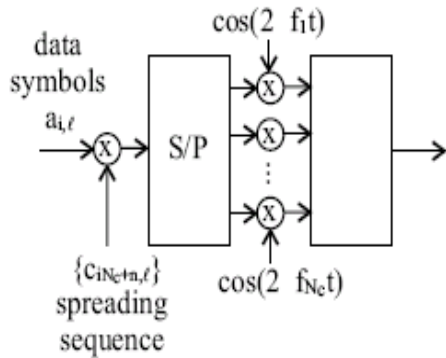 cos(2 f₁t)
data
symbols
aᵢ,ℓ
x
x
S/P
x
x
{c_{iN_c+n,ℓ}}
cos(2 f_{N_c}t)
spreading
sequence